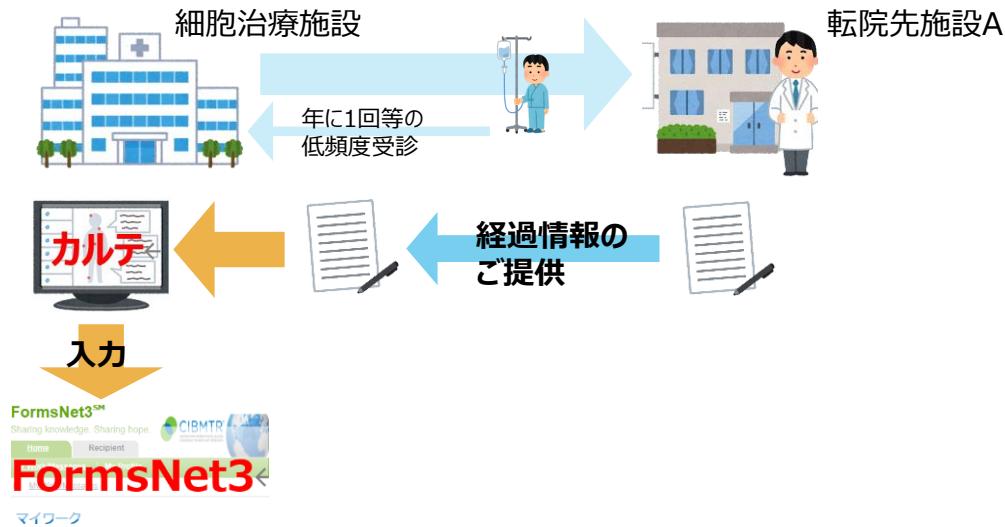 細胞治療施設
転院先施設A
年に1回等の
低頻度受診
カルテ
経過情報の
ご提供
入力
FormsNet3℠
Sharing knowledge. Sharing hope.
CIBMTR
Home
Recipient
FormsNet3
マイワーク